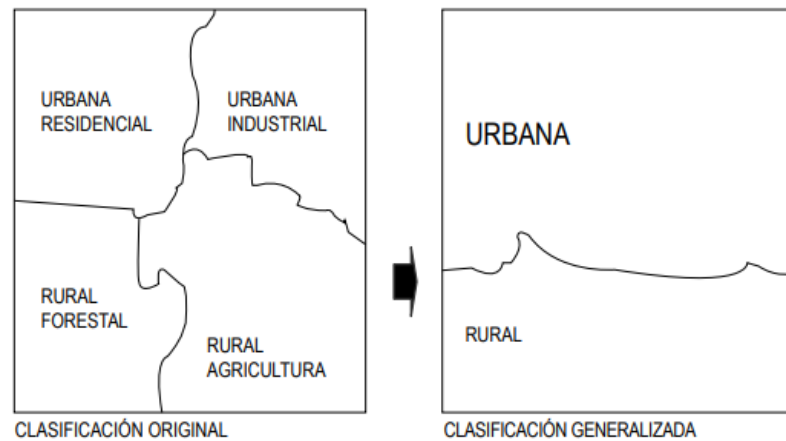 URBANA
RESIDENCIAL
URBANA
INDUSTRIAL
RURAL
FORESTAL
RURAL
AGRICULTURA
CLASIFICACIÓN ORIGINAL
URBANA
RURAL
CLASIFICACIÓN GENERALIZADA